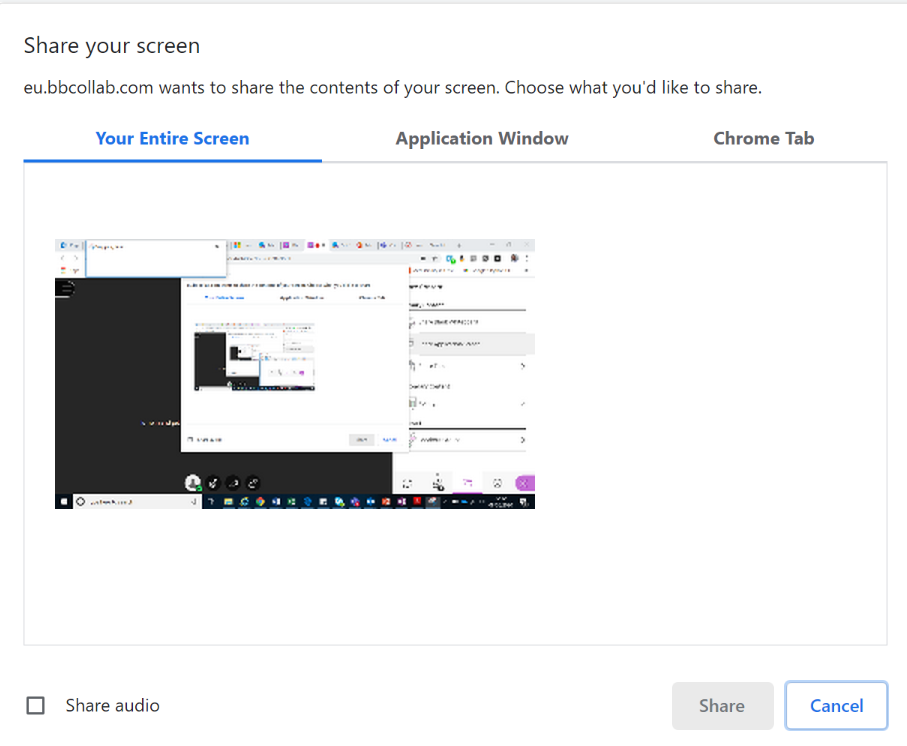 Share your screen
eu.bbcollab.com wants to share the contents of your screen. Choose what you'd like to share.
Your Entire Screen Application Window Chrome Tab
Share audio Share Cancel